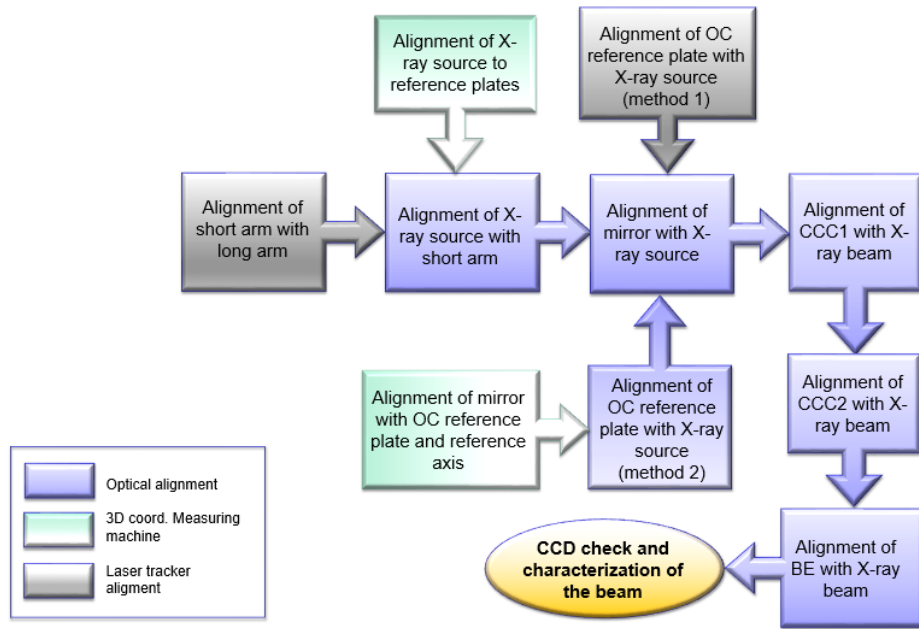 Alignment of X-
ray source to
reference plates
Alignment of OC
reference plate with
X-ray source
(method 1)
Alignment of
short arm with
long arm
Alignment of X-
ray source with
short arm
Alignment of
mirror with X-
ray source
Alignment of
CCC1 with X-
ray beam
Alignment of mirror
with OC reference
plate and reference
axis
Alignment of
OC reference
plate with X-ray
source
(method 2)
Alignment of
CCC2 with X-
ray beam
Optical alignment
3D coord. Measuring
machine
Laser tracker
aligment
CCD check and
characterization of
the beam
Alignment of
BE with X-ray
beam